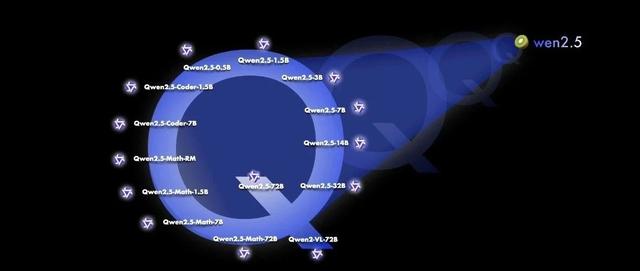 wen2.5
Qwen2.5-1.5B
Qwen2.5-0.5B
Qwen2.5-3B
Qwen2.5-Coder-1.5B
Qwen2.5-7B
Qwen2.5-Coder-7B
Qwen2.5-14B
Qwen2.5-Math-RM
Qwen2.5-72B
Qwen2.5-32B
Qwen2.5-Math-1.5B
Qwen2.5-Math-7B
Qwen2.5-Math-72B
Qwen2-VL-72B